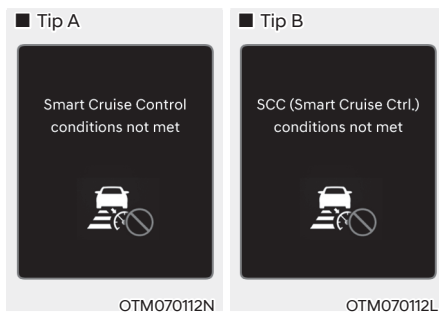 ■ Tip A
Smart Cruise Control
conditions not met
OTM070112N
■ Tip B
SCC (Smart Cruise Ctrl.)
conditions not met
OTM070112L